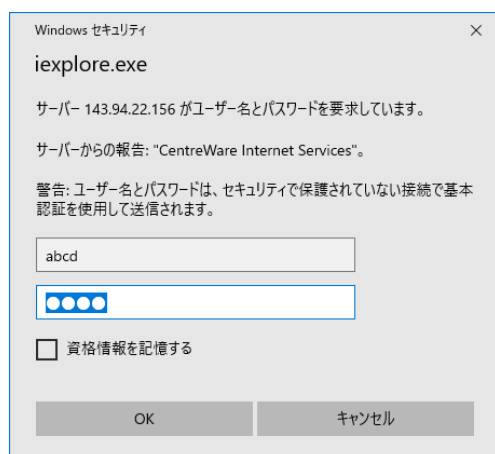 Windows セキュリティ
iexplore.exe
サーバー 143.94.22.156 がユーザー名とパスワードを要求しています。
サーバーからの報告: "CentreWare Internet Services"。
警告: ユーザー名とパスワードは、セキュリティで保護されていない接続で基本
認証を使用して送信されます。
abcd
●●●●
資格情報を記憶する
OK
キャンセル